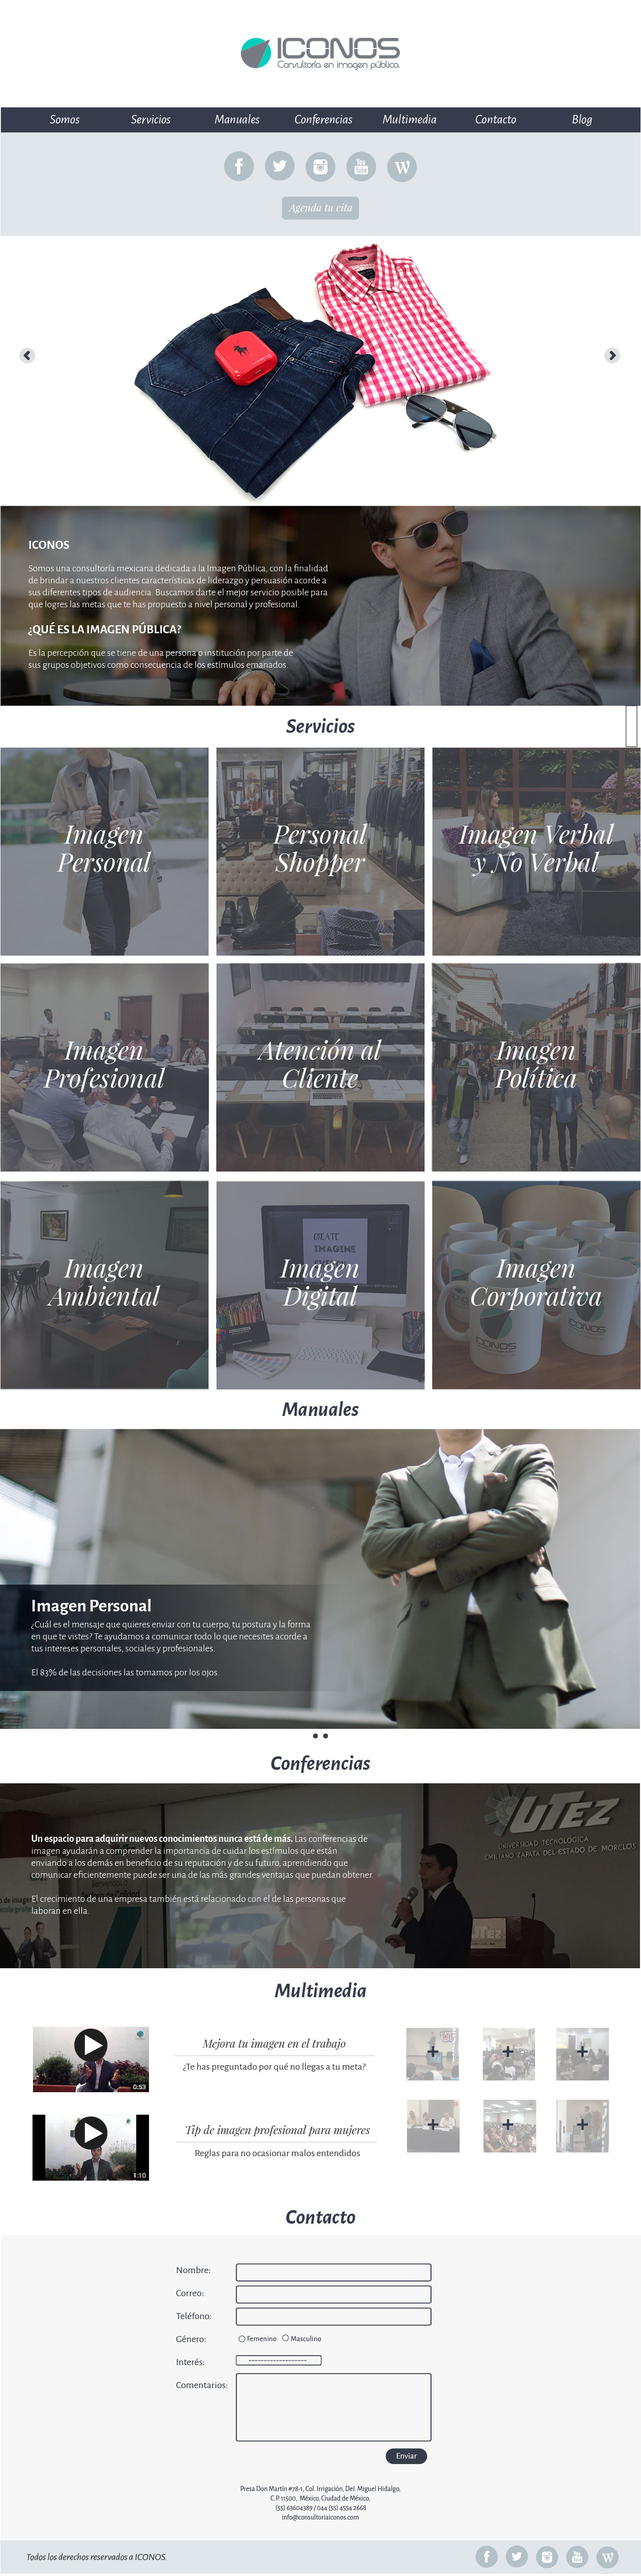 ICONOS
Consultoría en imagen pública.
Somos Servicios Manuales Conferencias Multimedia Contacto Blog
You
Tube
Agenda tu cita
ICONOS
Somos una consultoría mexicana dedicada a la Imagen Pública, con la finalidad
de brindar a nuestros clientes características de liderazgo y persuasión acorde a
sus diferentes tipos de audiencia. Buscamos darte el mejor servicio posible para
que logres las metas que te has propuesto a nivel personal y profesional.
¿QUÉ ES LA IMAGEN PÚBLICA?
Es la percepción que se tiene de una persona o institución por parte de
sus grupos objetivos como consecuencia de los estímulos emanados.
Servicios
Imagen
Personal
Personal
Shopper
Imagen Verbal
y No Verbal
Imagen
Profesional
Atención al
Cliente
Imagen
Política
Imagen
Ambiental
CREATE
IMAGINE
Imagen
Digital
Imagen
Corporativa
ICONOS
ICONOS
Manuales
Imagen Personal
¿Cuál es el mensaje que quieres enviar con tu cuerpo, tu postura y la forma
en que te vistes? Te ayudamos a comunicar todo lo que necesites acorde a
tus intereses personales, sociales y profesionales.
El 83% de las decisiones las tomamos por los ojos.
Conferencias
UTEZ
UNIVERSIDAD TECNOLÓGICA
EMILIANO ZAPATA DEL ESTADO DE MORELOS
UTEZ
Un espacio para adquirir nuevos conocimientos nunca está de más. Las conferencias de
imagen ayudarán a comprender la importancia de cuidar los estímulos que están
enviando a los demás en beneficio de su reputación y de su futuro, aprendiendo que
comunicar eficientemente puede ser una de las más grandes ventajas que puedan obtener.
El crecimiento de una empresa también está relacionado con el de las personas que
laboran en ella.
Multimedia
0:53
Mejora tu imagen en el trabajo
¿Te has preguntado por qué no llegas a tu meta?
1:10
Tip de imagen profesional para mujeres
Reglas para no ocasionar malos entendidos
Contacto
Nombre:
Correo:
Teléfono:
Género: Femenino Masculino
Interés: --------------------
Comentarios:
Enviar
Presa Don Martín #78-1, Col. Irrigación, Del. Miguel Hidalgo,
C.P. 11500, México, Ciudad de México,
(55) 63604389 / 044 (55) 4554 2668
info@consultoriaiconos.com
Todos los derechos reservados a ICONOS.
You
Tube